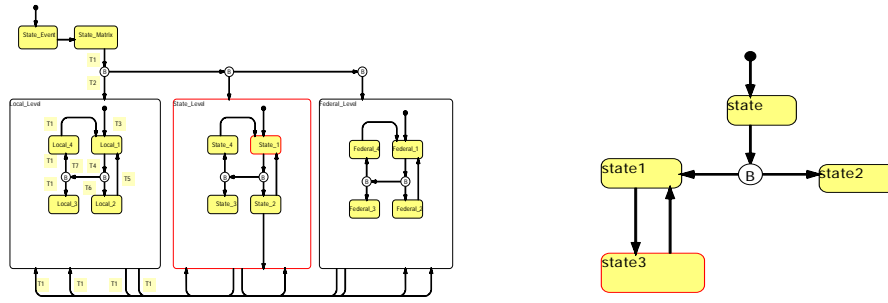 State_Event
State_Matrix
T1
B
B
B
T2
Local_Level
State_Level
Federal_Level
T1
T3
Local_4
Local_1
State_4
State_1
Federal_4
Federal_1
T1
T7
T4
B
B
B
B
B
B
T1
T6
T5
Local_3
Local_2
State_3
State_2
Federal_3
Federal_2
T1
T1
T1
T1
state
state1
B
state2
state3